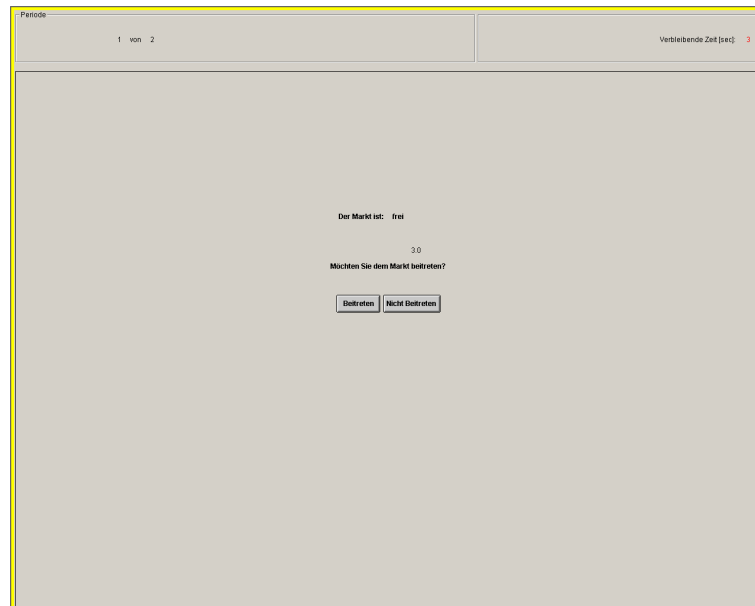 Periode
1 von 2
Verbleibende Zeit [sec]: 3
Der Markt ist: frei
3.0
Möchten Sie dem Markt beitreten?
Beitreten Nicht Beitreten